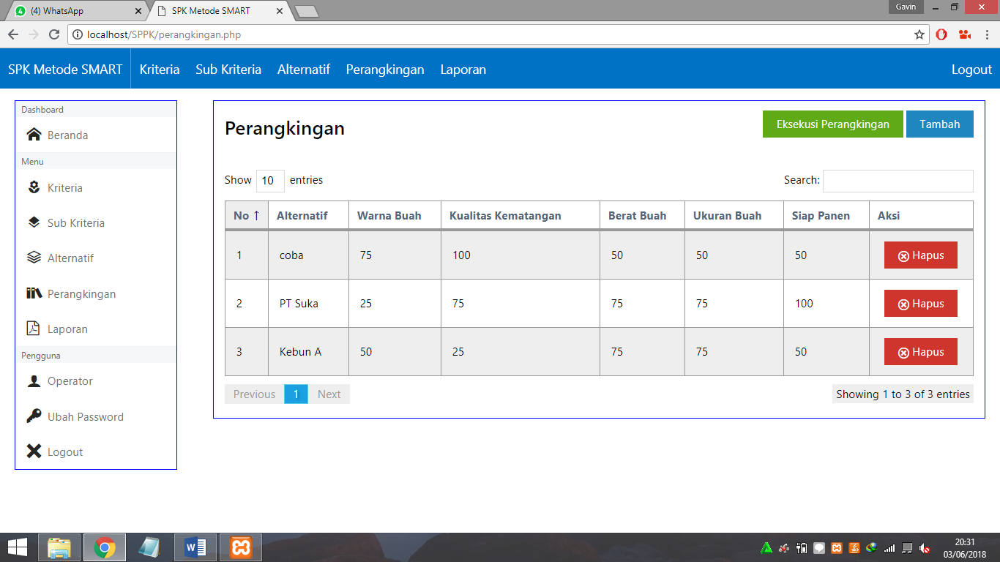 (4) WhatsApp
SPK Metode SMART
Gavin
localhost/SPPK/perangkingan.php
SPK Metode SMART Kriteria Sub Kriteria Alternatif Perangkingan Laporan Logout
Dashboard
Beranda
Menu
Kriteria
Sub Kriteria
Alternatif
Perangkingan
Laporan
Pengguna
Operator
Ubah Password
Logout
Perangkingan
Eksekusi Perangkingan Tambah
Show 10 entries Search:
No ↑ Alternatif Warna Buah Kualitas Kematangan Berat Buah Ukuran Buah Siap Panen Aksi
1 coba 75 100 50 50 50 Hapus
2 PT Suka 25 75 75 75 100 Hapus
3 Kebun A 50 25 75 75 50 Hapus
Previous 1 Next Showing 1 to 3 of 3 entries
20:31
03/06/2018